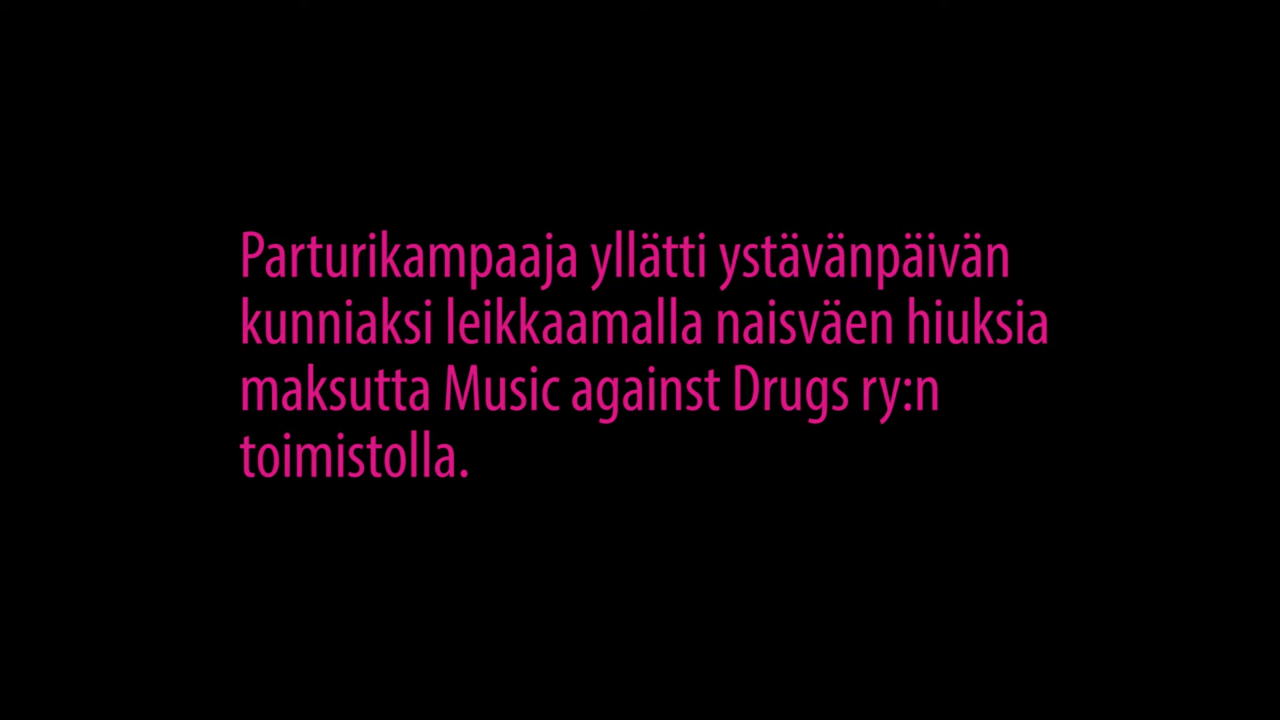 Parturikampaaja yllätti ystävänpäivän
kunniaksi leikkaamalla naisväen hiuksia
maksutta Music against Drugs ry:n
toimistolla.